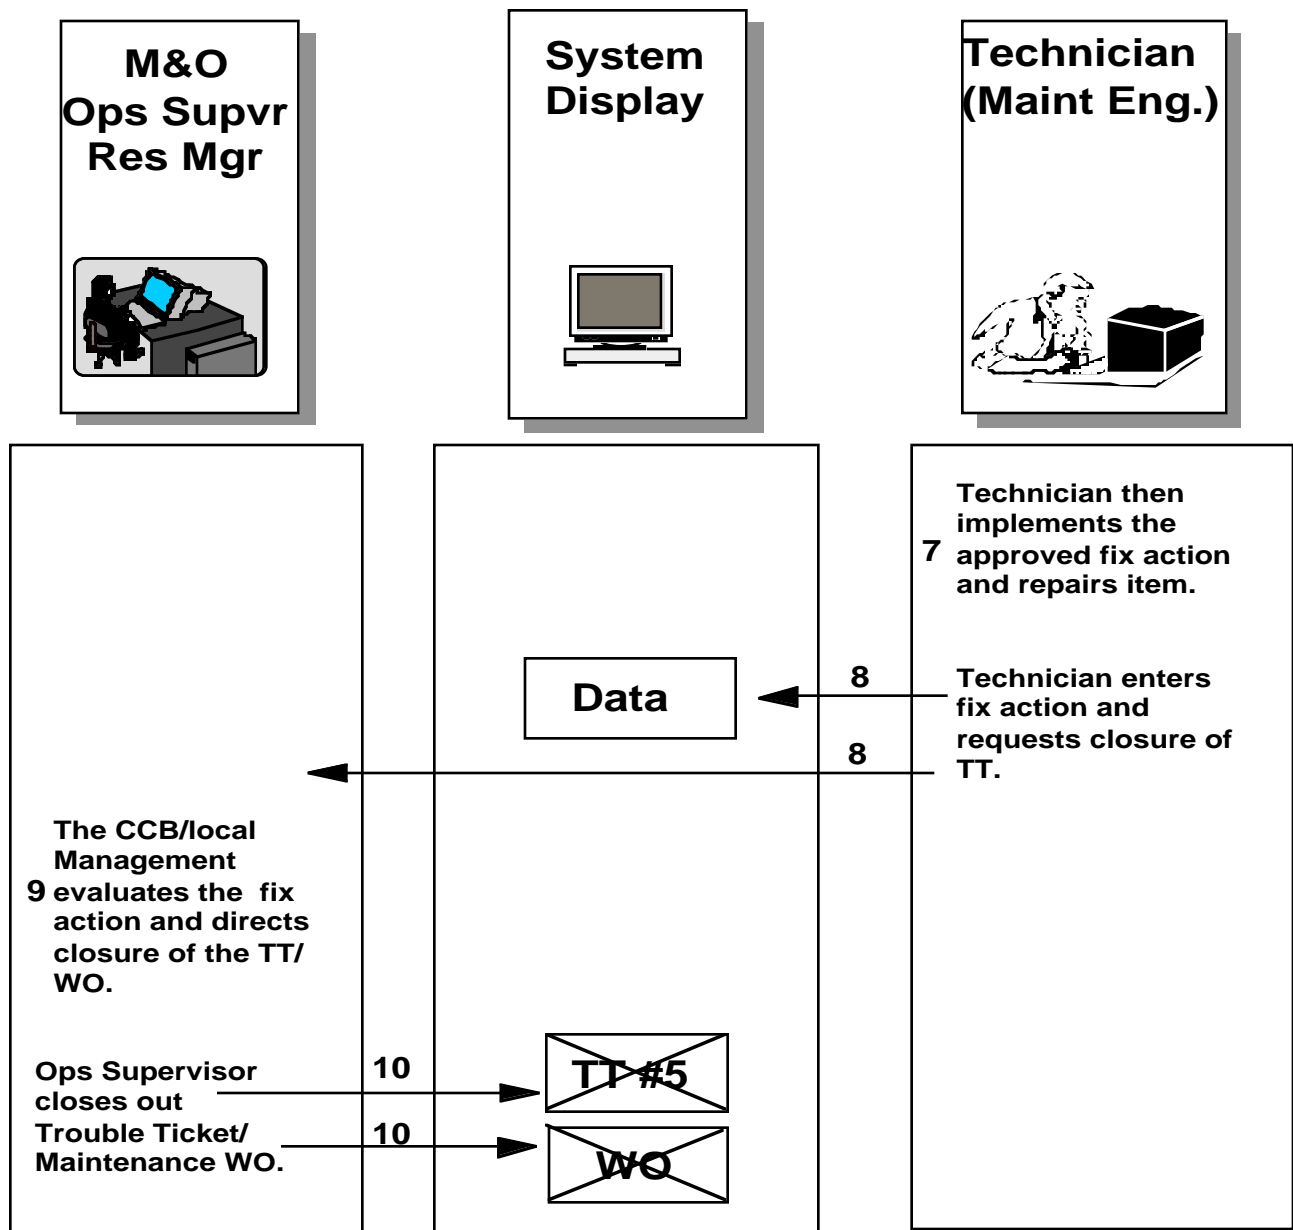 M&O
Ops Supvr
Res Mgr
System
Display
Technician
(Maint Eng.)
Technician then
implements the
7 approved fix action
and repairs item.
Data
8
Technician enters
fix action and
requests closure of
TT.
8
The CCB/local
Management
9 evaluates the fix
action and directs
closure of the TT/
WO.
Ops Supervisor
closes out
Trouble Ticket/
Maintenance WO.
10
TT #5
10
WO